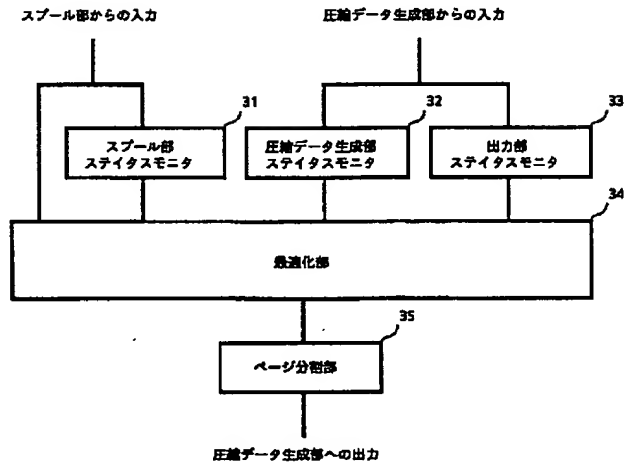 スプール部からの入力
圧縮データ生成部からの入力
31
スプール部
ステイタスモニタ
32
圧縮データ生成部
ステイタスモニタ
33
出力部
ステイタスモニタ
34
最適化部
35
ページ分割部
圧縮データ生成部への出力